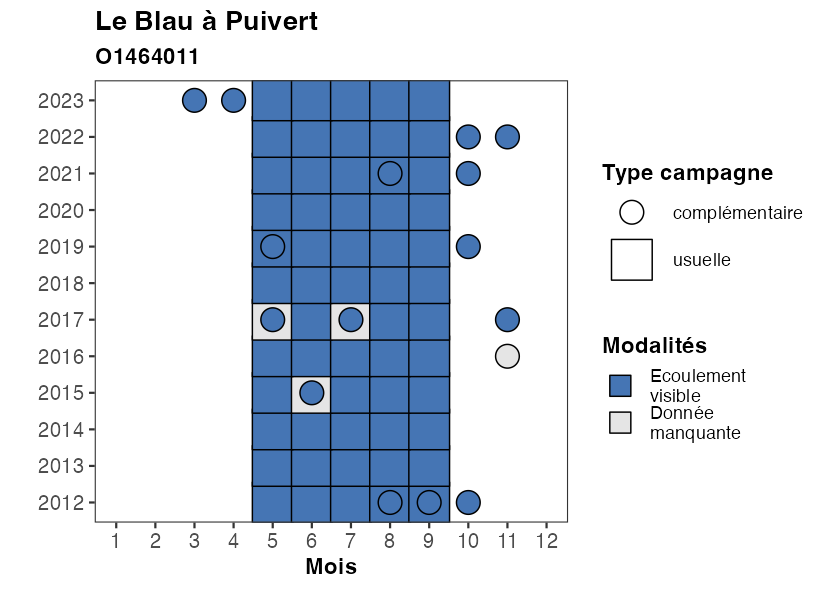 Le Blau à Puivert
O1464011
2023
2022
2021
2020
2019
2018
2017
2016
2015
2014
2013
2012
1 2 3 4 5 6 7 8 9 10 11 12
Mois
Type campagne
complémentaire
usuelle
Modalités
Ecoulement
visible
Donnée
manquante